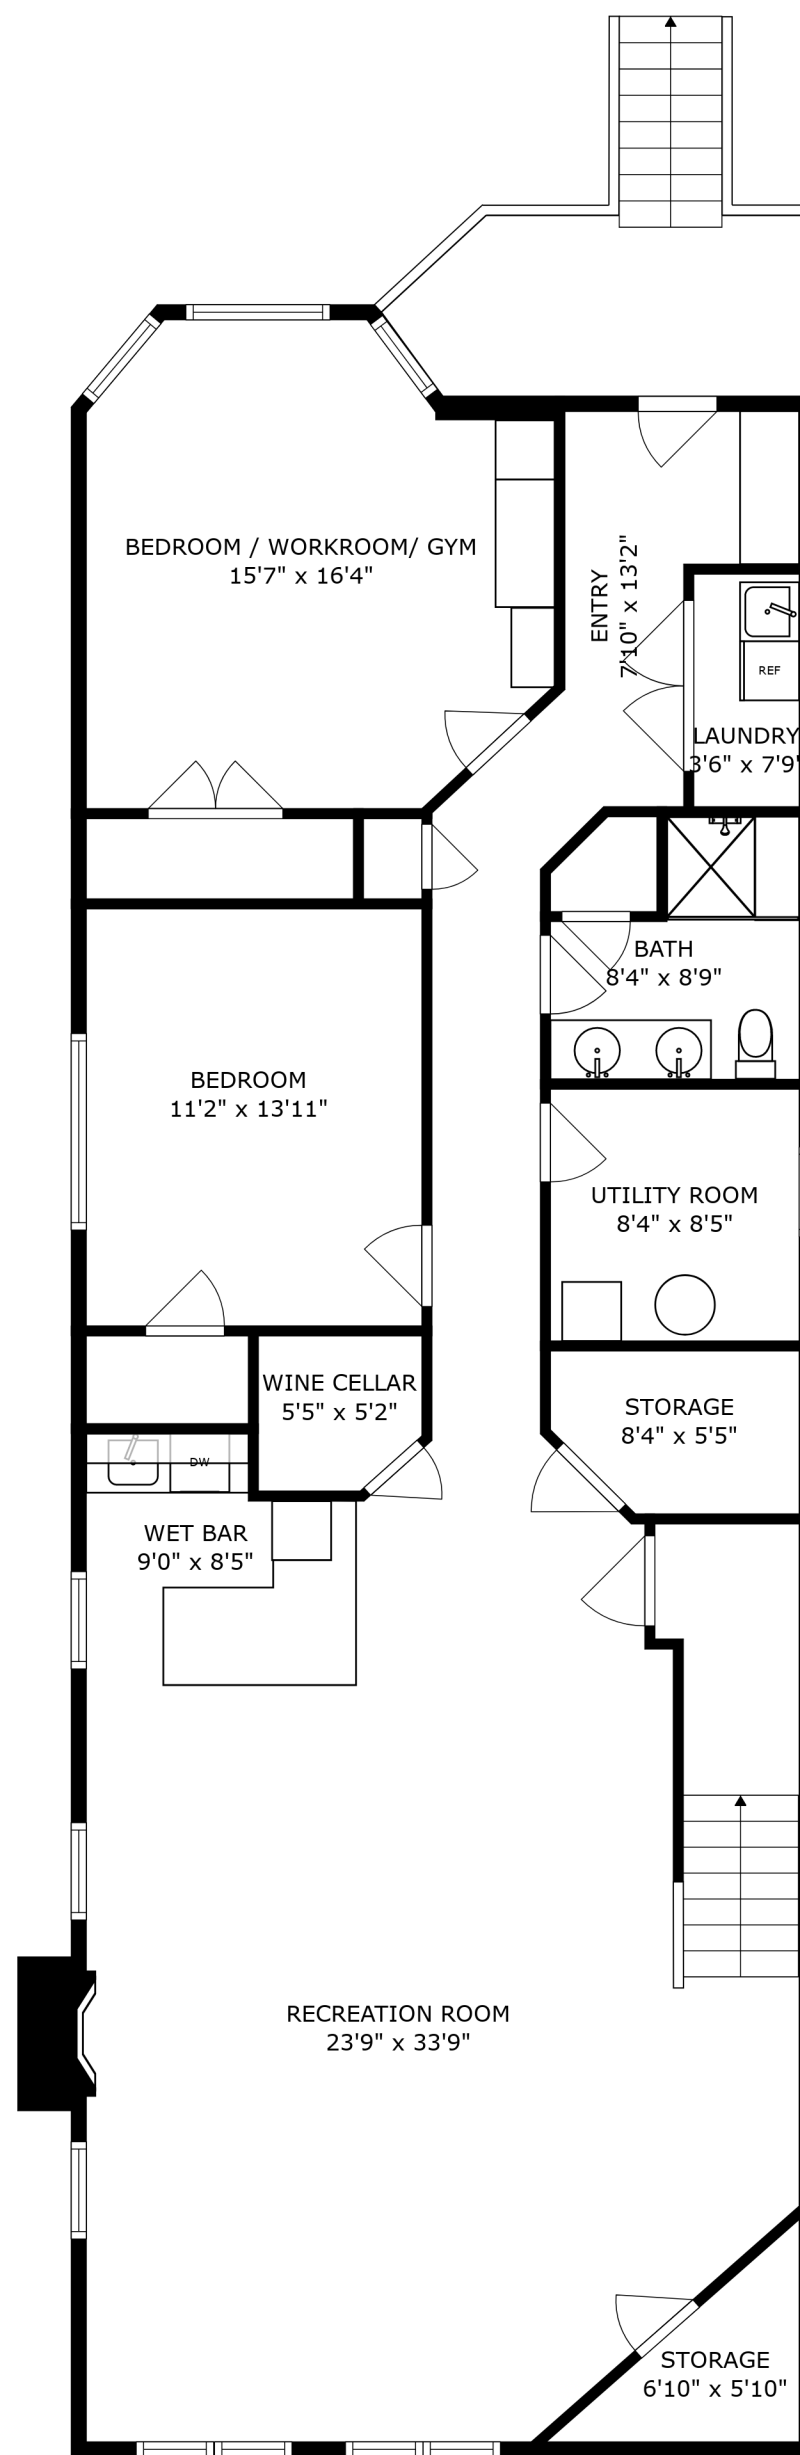 BEDROOM / WORKROOM/ GYM
15'7" x 16'4"
ENTRY
7'10" x 13'2"
REF
LAUNDRY
3'6" x 7'9"
BATH
8'4" x 8'9"
BEDROOM
11'2" x 13'11"
UTILITY ROOM
8'4" x 8'5"
WINE CELLAR
5'5" x 5'2"
STORAGE
8'4" x 5'5"
DW
WET BAR
9'0" x 8'5"
RECREATION ROOM
23'9" x 33'9"
STORAGE
6'10" x 5'10"